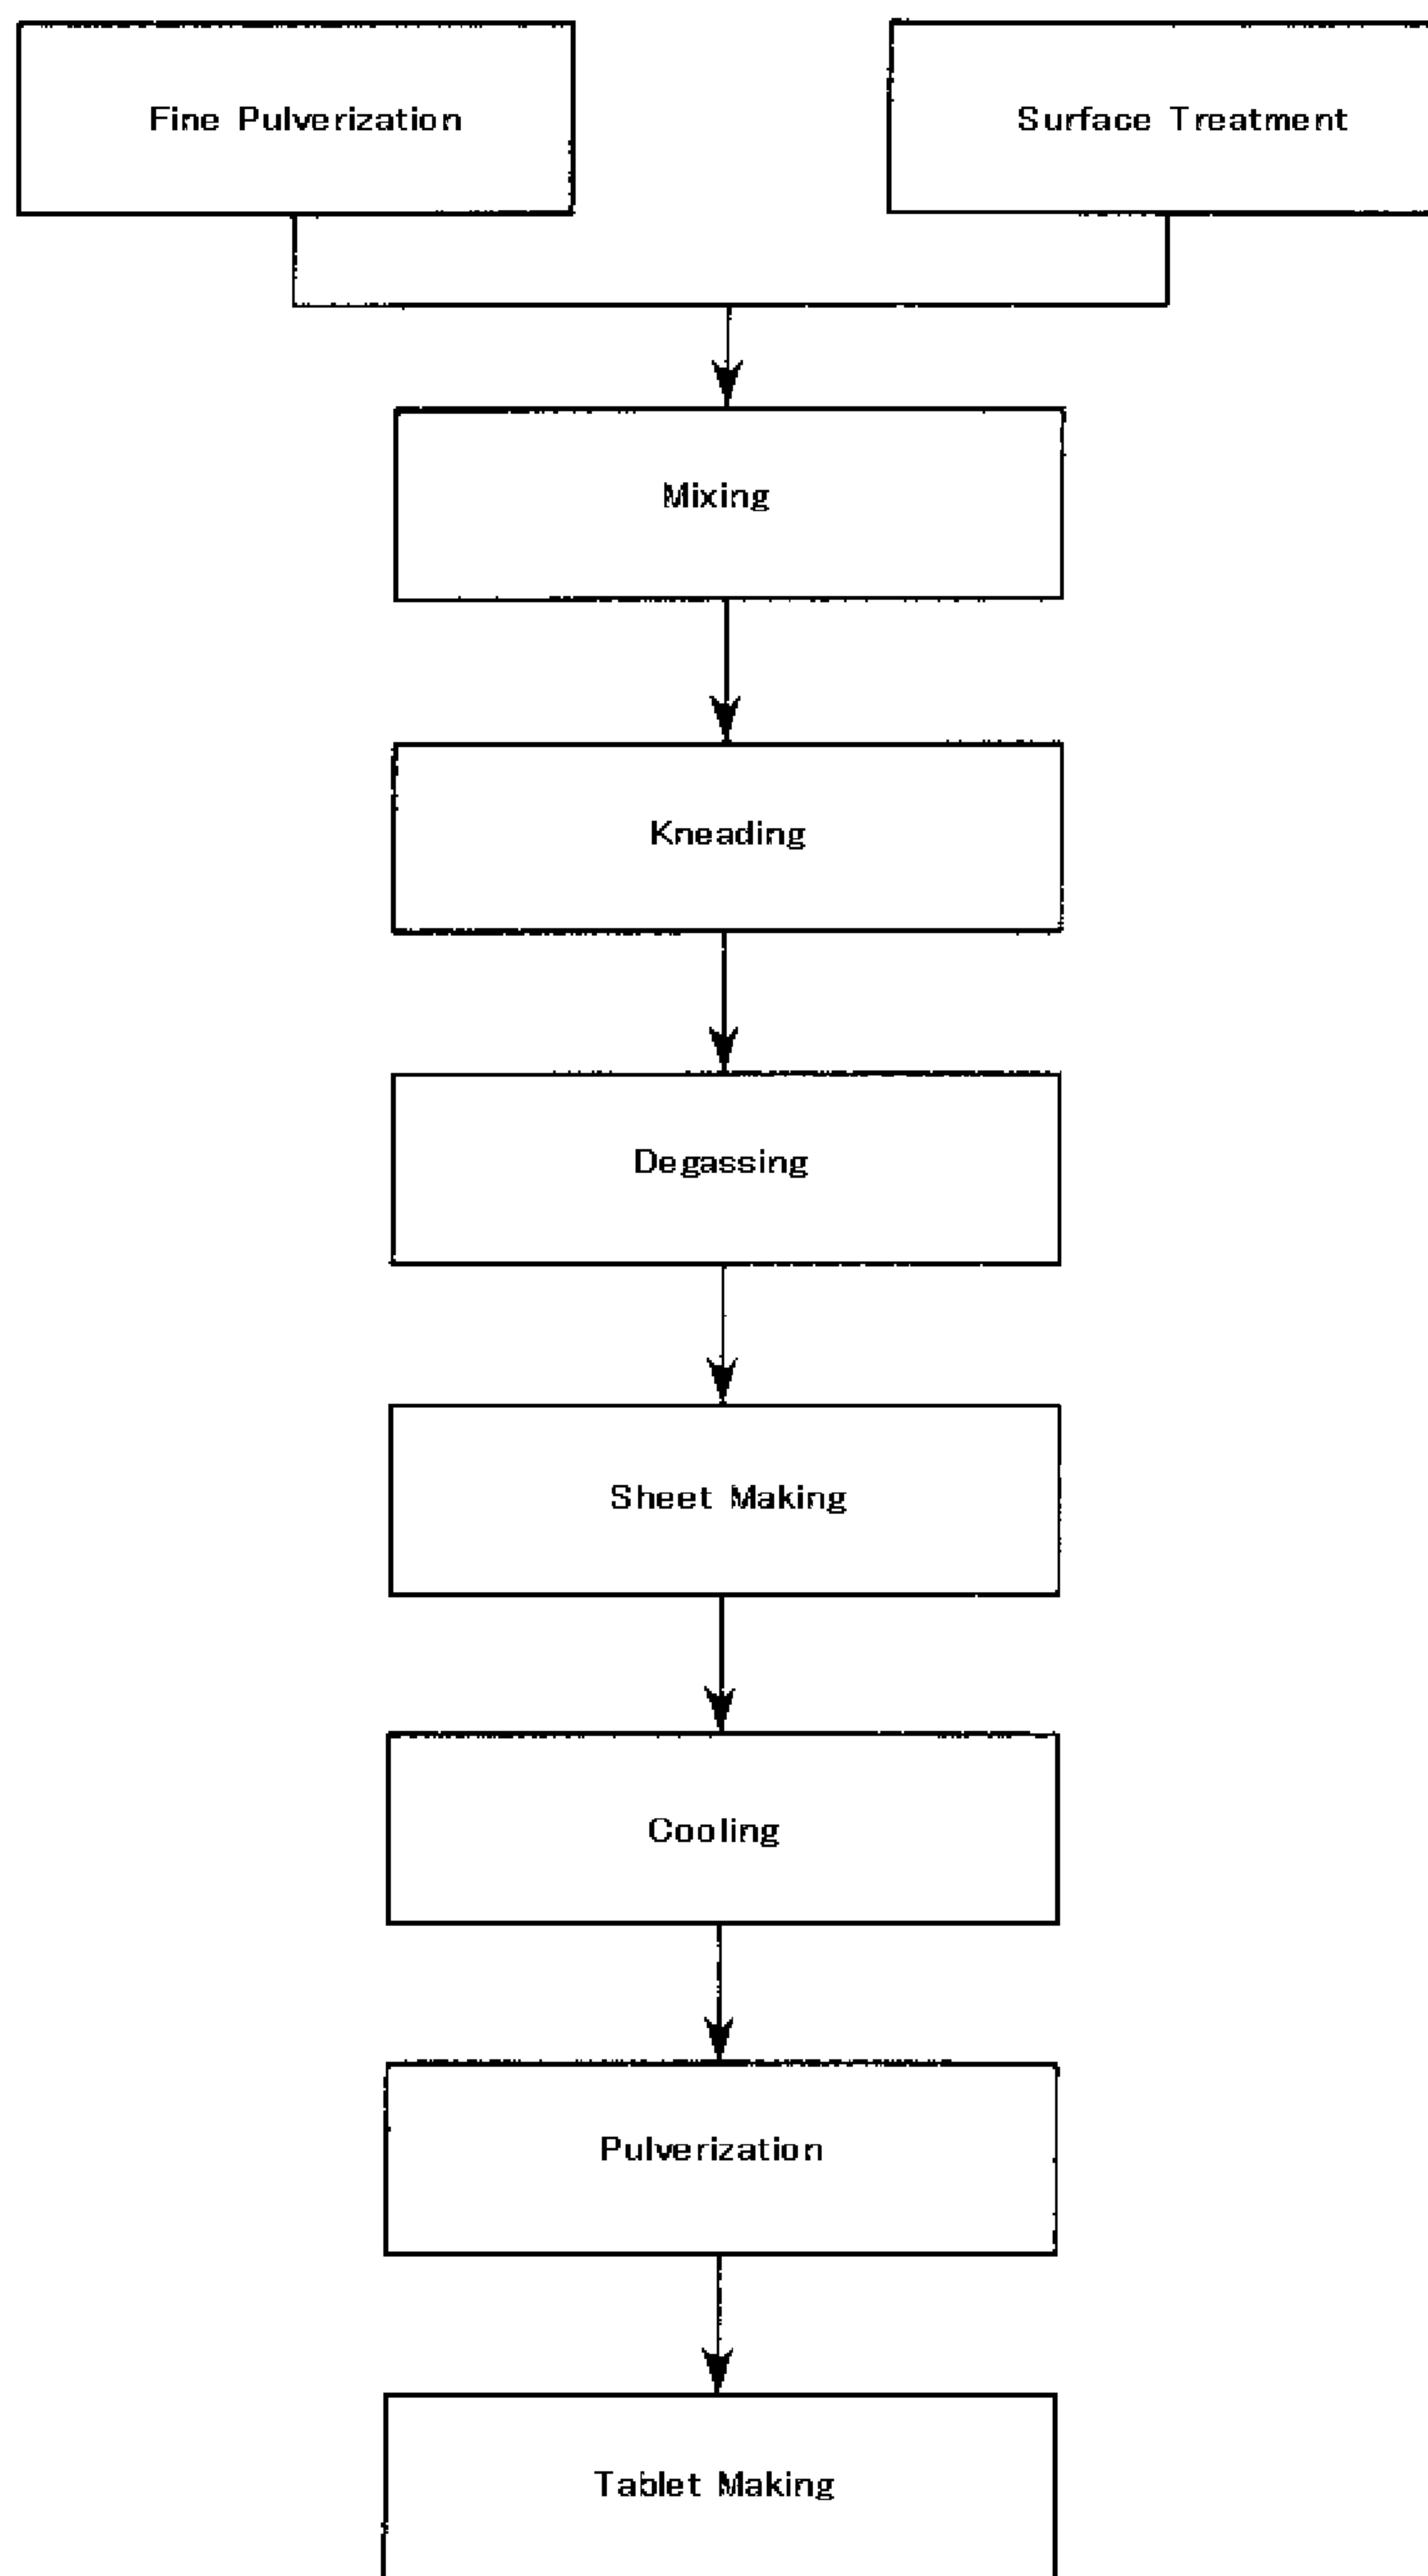 Fine Pulverization
Surface Treatment
Mixing
Kneading
Degassing
Sheet Making
Cooling
Pulverization
Tablet Making